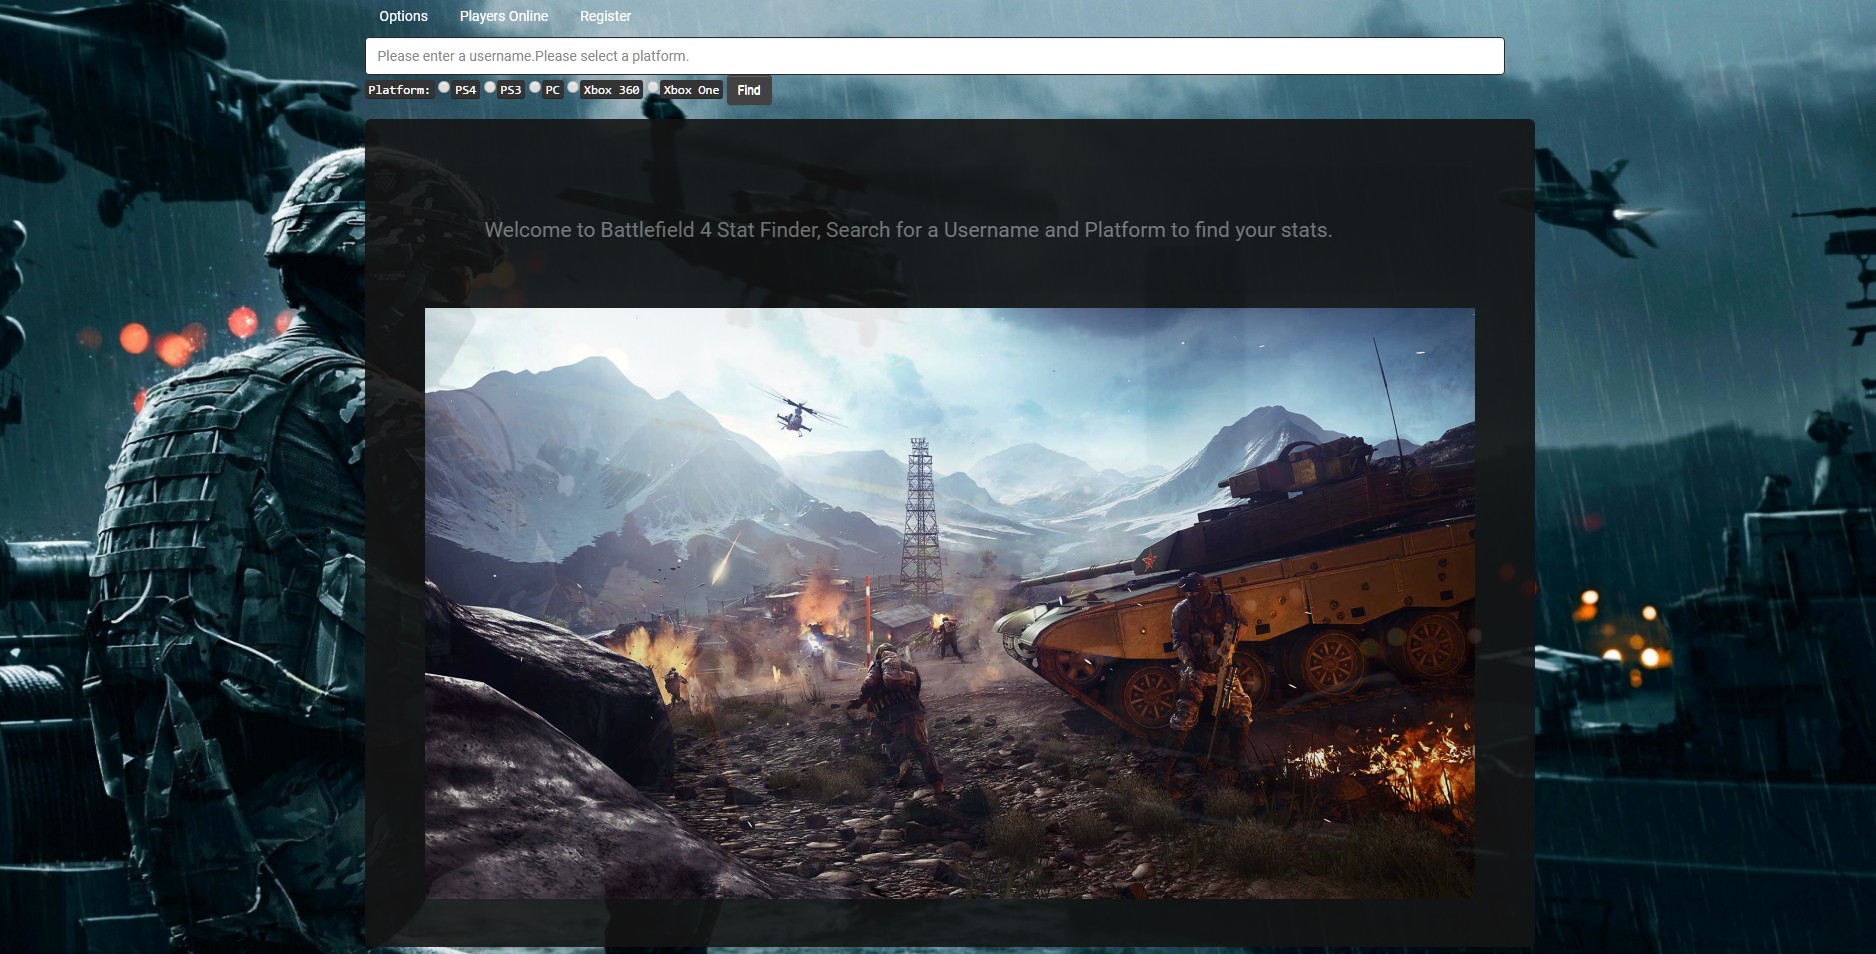 Options Players Online Register
Please enter a username.Please select a platform.
Platform: PS4 PS3 PC Xbox 360 Xbox One Find
Welcome to Battlefield 4 Stat Finder, Search for a Username and Platform to find your stats.